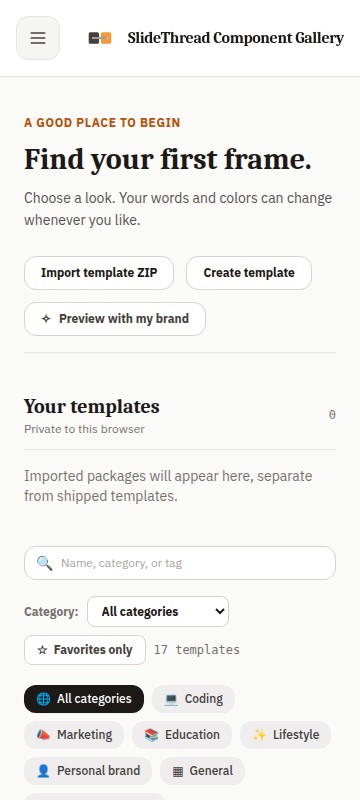 SlideThread Component Gallery
A GOOD PLACE TO BEGIN
Find your first frame.
Choose a look. Your words and colors can change
whenever you like.
Import template ZIP
Create template
Preview with my brand
Your templates
0
Private to this browser
Imported packages will appear here, separate
from shipped templates.
Name, category, or tag
Category: All categories
Favorites only 17 templates
All categories
Coding
Marketing
Education
Lifestyle
Personal brand
General